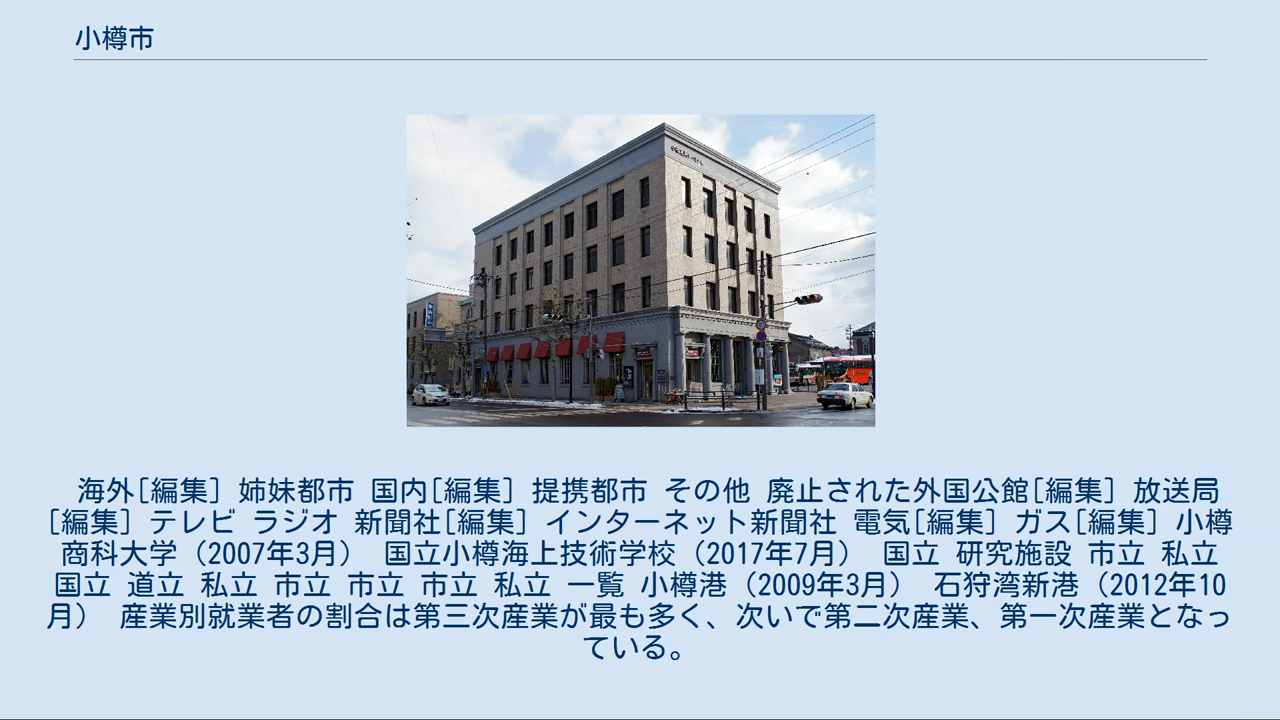 小樽市
海外[編集] 姉妹都市 国内[編集] 提携都市 その他 廃止された外国公館[編集] 放送局
[編集] テレビ ラジオ 新聞社[編集] インターネット新聞社 電気[編集] ガス[編集] 小樽
商科大学（2007年3月） 国立小樽海上技術学校（2017年7月） 国立 研究施設 市立 私立
国立 道立 私立 市立 市立 市立 私立 一覧 小樽港（2009年3月） 石狩湾新港（2012年10
月） 産業別就業者の割合は第三次産業が最も多く、次いで第二次産業、第一次産業となっ
ている。